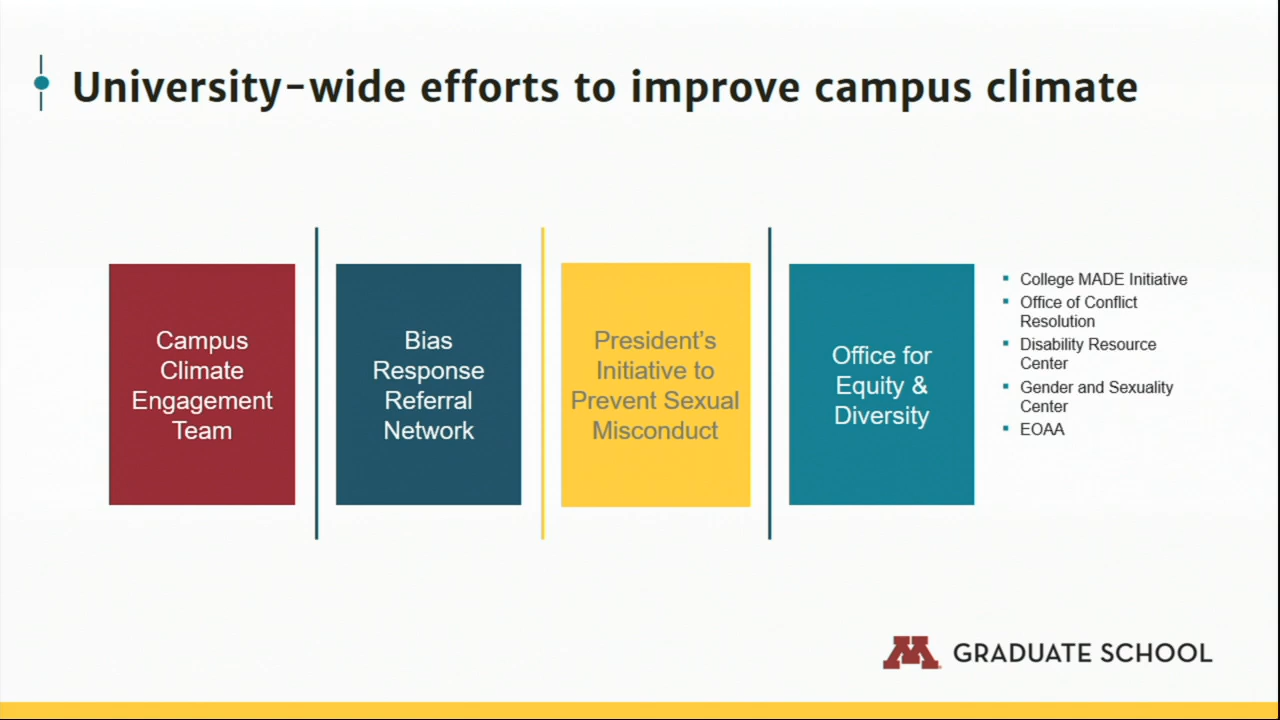 University-wide efforts to improve campus climate
Campus
Climate
Engagement
Team
Bias
Response
Referral
Network
President's
Initiative to
Prevent Sexual
Misconduct
Office for
Equity &
Diversity
▪ College MADE Initiative
▪ Office of Conflict
Resolution
▪ Disability Resource
Center
▪ Gender and Sexuality
Center
▪ EOAA
M GRADUATE SCHOOL